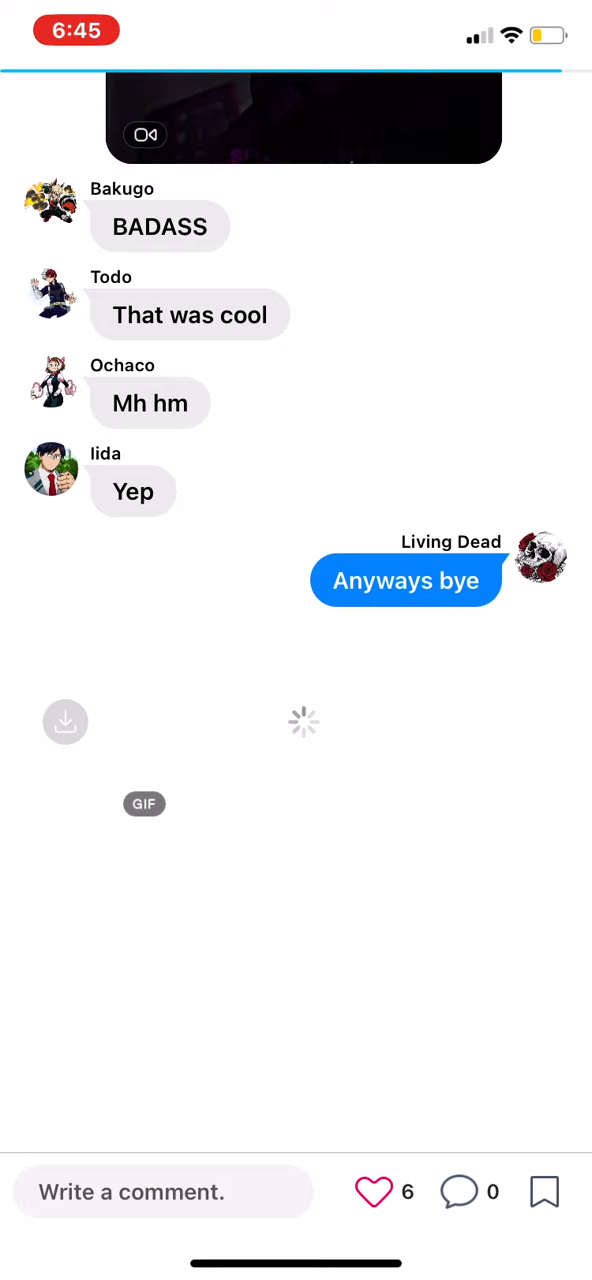 6:45
Bakugo
BADASS
Todo
That was cool
Ochaco
Mh hm
Iida
Yep
Living Dead
Anyways bye
GIF
Write a comment.
6
0